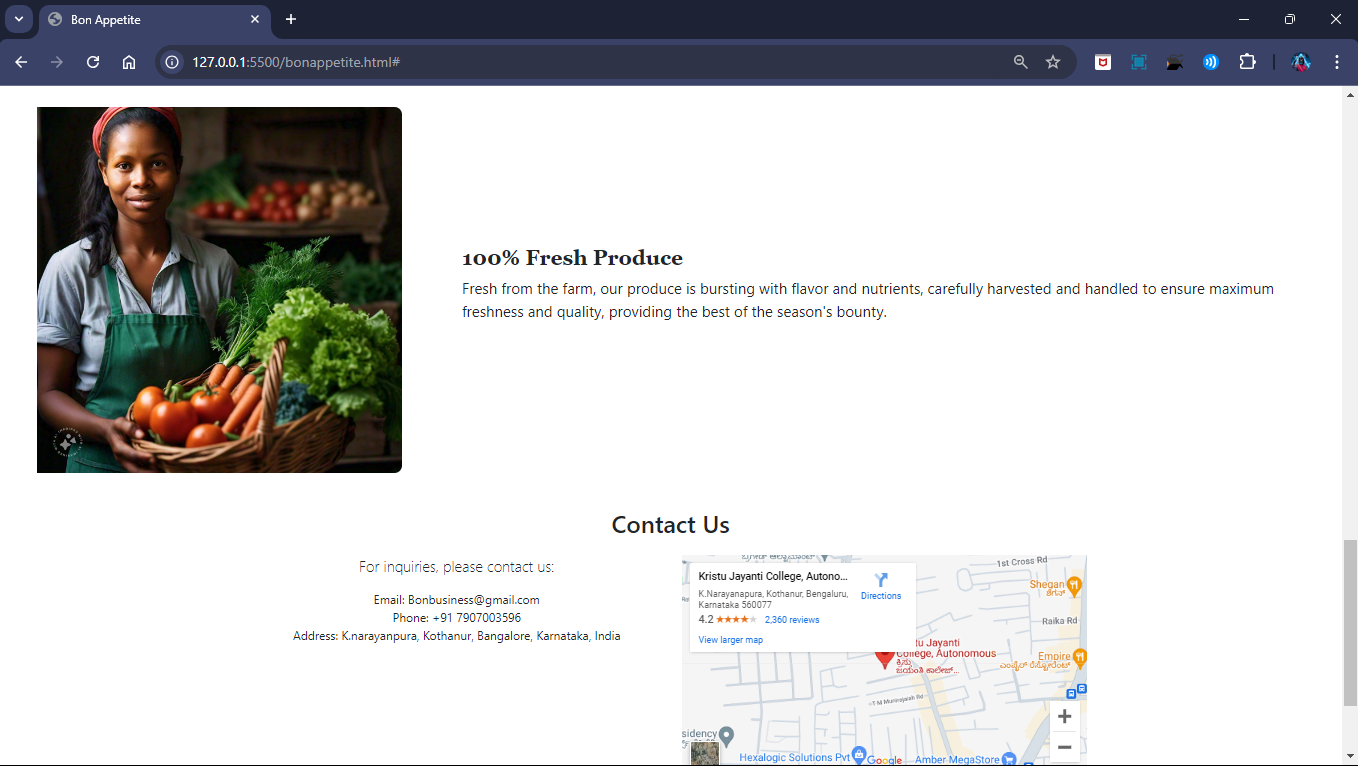 Bon Appetite
127.0.0.1:5500/bonappetite.html#
100% Fresh Produce
Fresh from the farm, our produce is bursting with flavor and nutrients, carefully harvested and handled to ensure maximum
freshness and quality, providing the best of the season's bounty.
Contact Us
For inquiries, please contact us:
Email: Bonbusiness@gmail.com
Phone: +91 7907003596
Address: K.narayanpura, Kothanur, Bangalore, Karnataka, India
Kristu Jayanti College, Autono...
Directions
K.Narayanapura, Kothanur, Bengaluru,
Karnataka 560077
4.2
2,360 reviews
View larger map
1st Cross Rd
Shegan
ಶೆಗನ್
Raika Rd
tu Jayanti
College, Autonomous
ಕ್ರಿಸ್ತು
ಜಯಂತಿ ಕಾಲೇಜ್...
Empire
ಎಂಪೈರ್ ರೆಸ್ಟೋರೆಂಟ್
1 M Munirajaiah Rd
+
sidency
−
Hexalogic Solutions Pvt
Google
Amber MegaStore